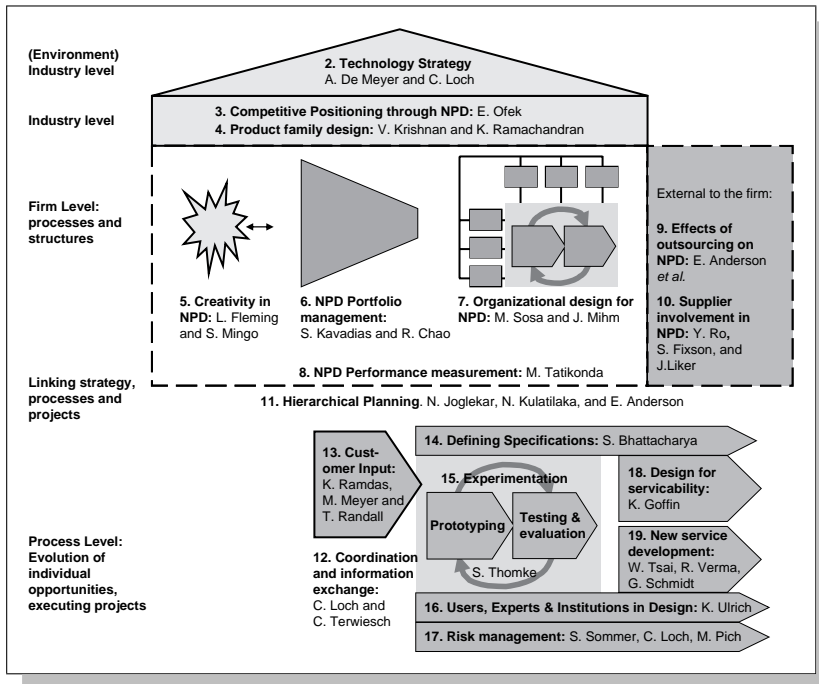 (Environment)
Industry level
2. Technology Strategy
A. De Meyer and C. Loch
Industry level
3. Competitive Positioning through NPD: E. Ofek
4. Product family design: V. Krishnan and K. Ramachandran
Firm Level:
processes and
structures
External to the firm:
9. Effects of
outsourcing on
NPD: E. Anderson
et al.
10. Supplier
involvement in
NPD: Y. Ro,
S. Fixson, and
J.Liker
5. Creativity in
NPD: L. Fleming
and S. Mingo
6. NPD Portfolio
management:
S. Kavadias and R. Chao
7. Organizational design for
NPD: M. Sosa and J. Mihm
8. NPD Performance measurement: M. Tatikonda
Linking strategy,
processes and
projects
11. Hierarchical Planning. N. Joglekar, N. Kulatilaka, and E. Anderson
Process Level:
Evolution of
individual
opportunities,
executing projects
13. Cust-
omer Input:
K. Ramdas,
M. Meyer and
T. Randall
12. Coordination
and information
exchange:
C. Loch and
C. Terwiesch
14. Defining Specifications: S. Bhattacharya
15. Experimentation
Prototyping
Testing &
evaluation
S. Thomke
18. Design for
servicability:
K. Goffin
19. New service
development:
W. Tsai, R. Verma,
G. Schmidt
16. Users, Experts & Institutions in Design: K. Ulrich
17. Risk management: S. Sommer, C. Loch, M. Pich